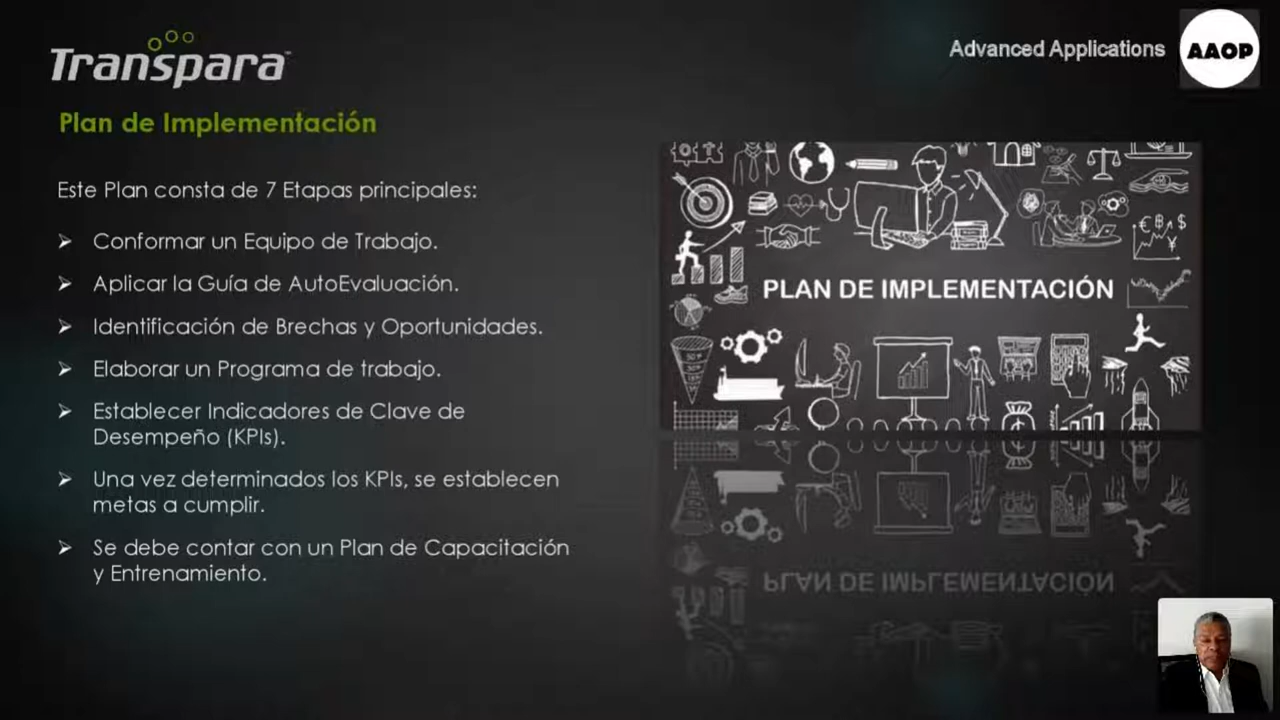 Transpara
Advanced Applications
AAOP
Plan de Implementación
Este Plan consta de 7 Etapas principales:
Conformar un Equipo de Trabajo.
Aplicar la Guía de AutoEvaluación.
Identificación de Brechas y Oportunidades.
Elaborar un Programa de trabajo.
Establecer Indicadores de Clave de
Desempeño (KPIs).
Una vez determinados los KPIs, se establecen
metas a cumplir.
Se debe contar con un Plan de Capacitación
y Entrenamiento.
PLAN DE IMPLEMENTACIÓN